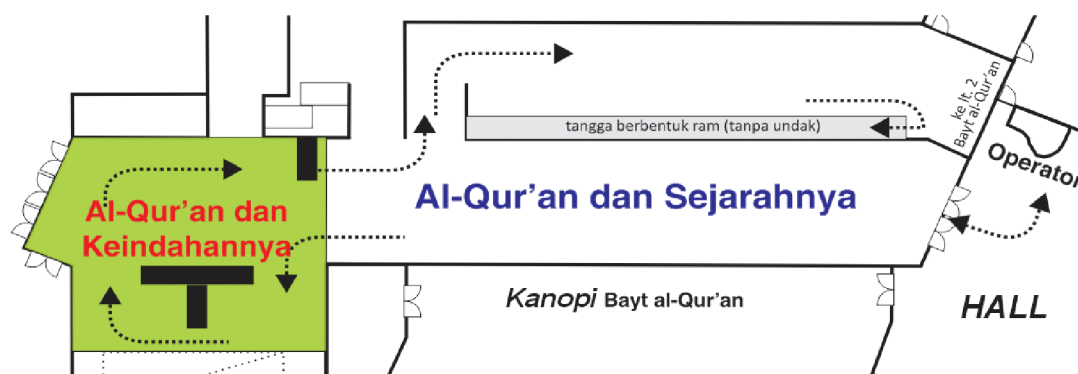 tangga berbentuk ram (tanpa undak)
ke lt. 2
Bayt al-Qur’an
Operator
Al-Qur’an dan
Keindahannya
Al-Qur’an dan Sejarahnya
Kanopi Bayt al-Qur’an
HALL